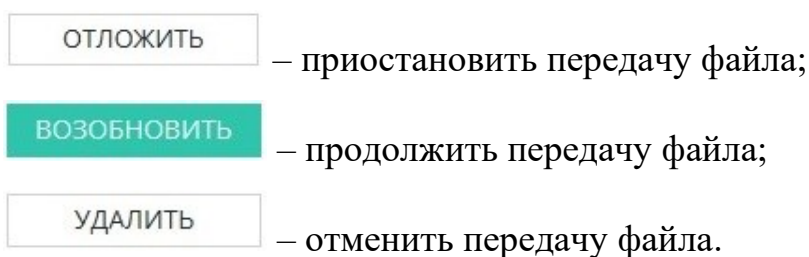 ОТЛОЖИТЬ – приостановить передачу файла;
ВОЗОБНОВИТЬ – продолжить передачу файла;
УДАЛИТЬ – отменить передачу файла.